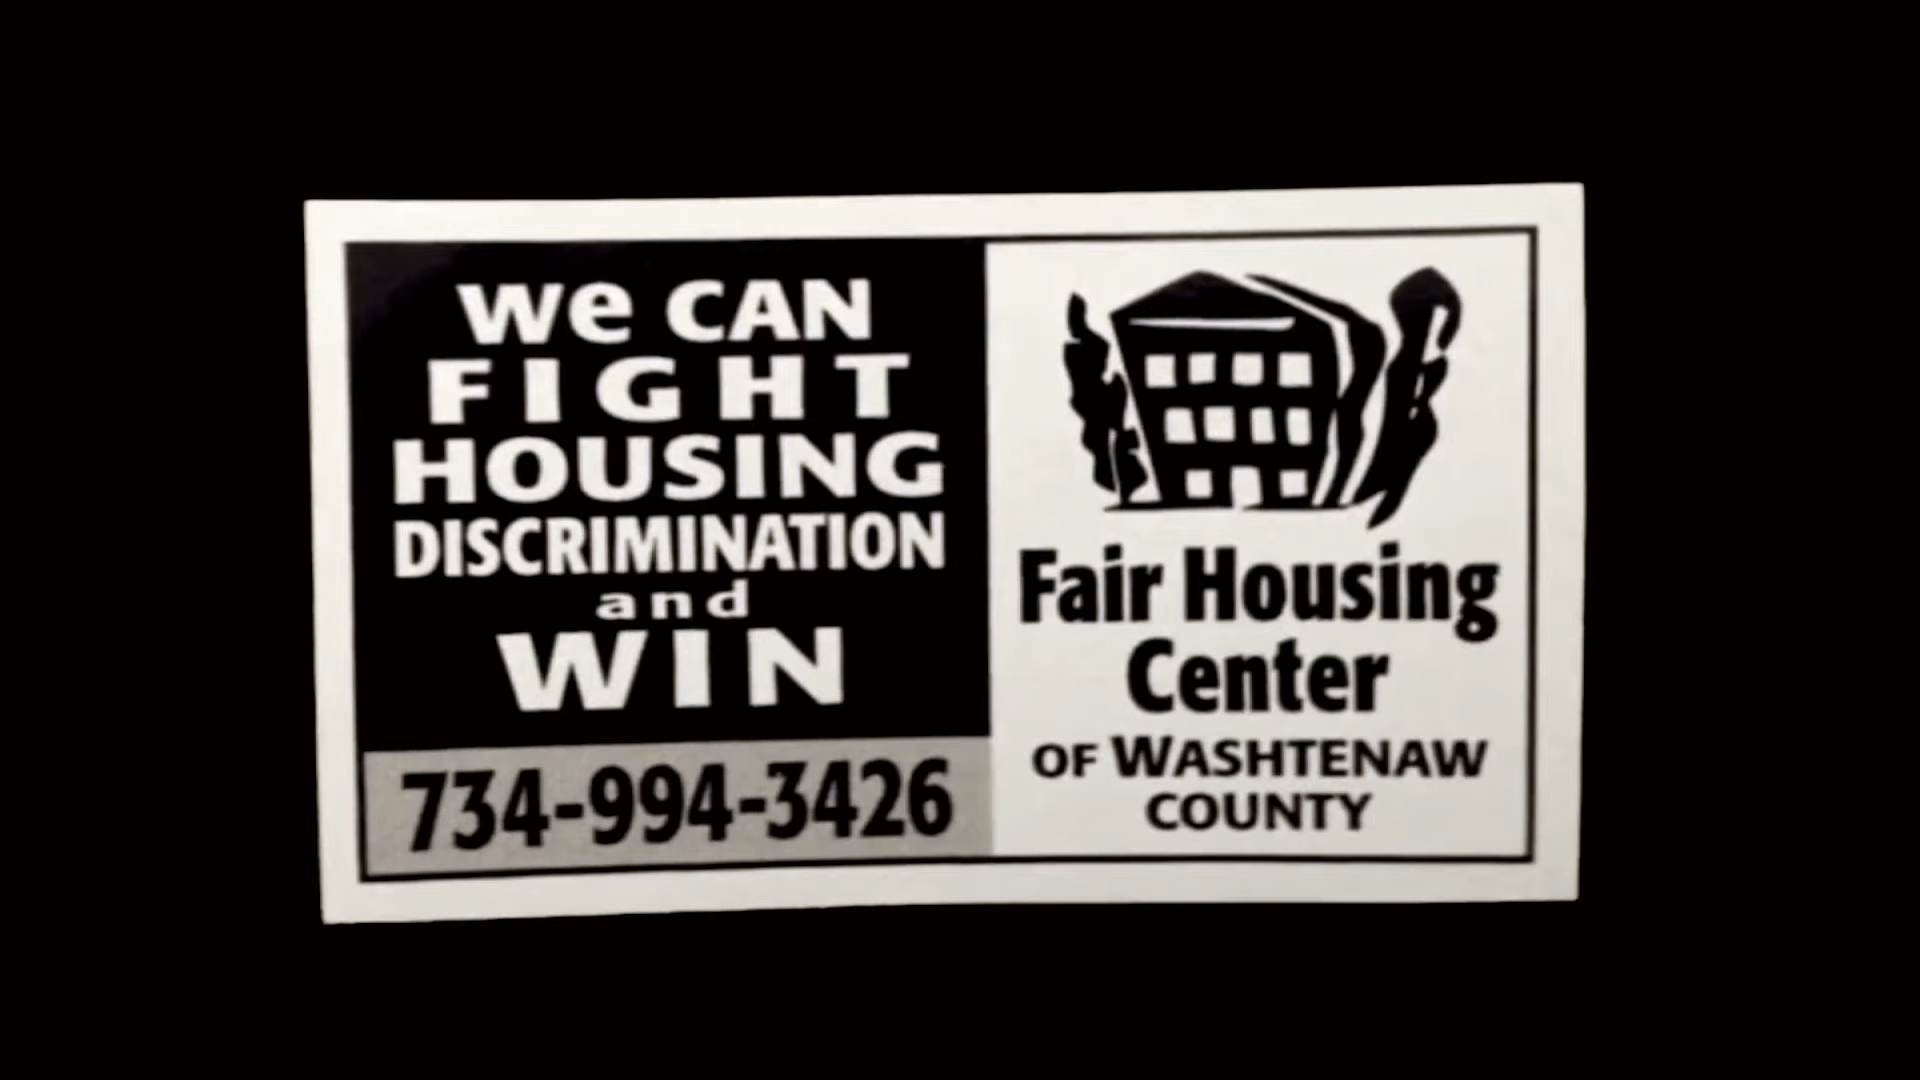 We CAN
FIGHT
HOUSING
DISCRIMINATION
and
WIN
734-994-3426
Fair Housing
Center
OF WASHTENAW
COUNTY